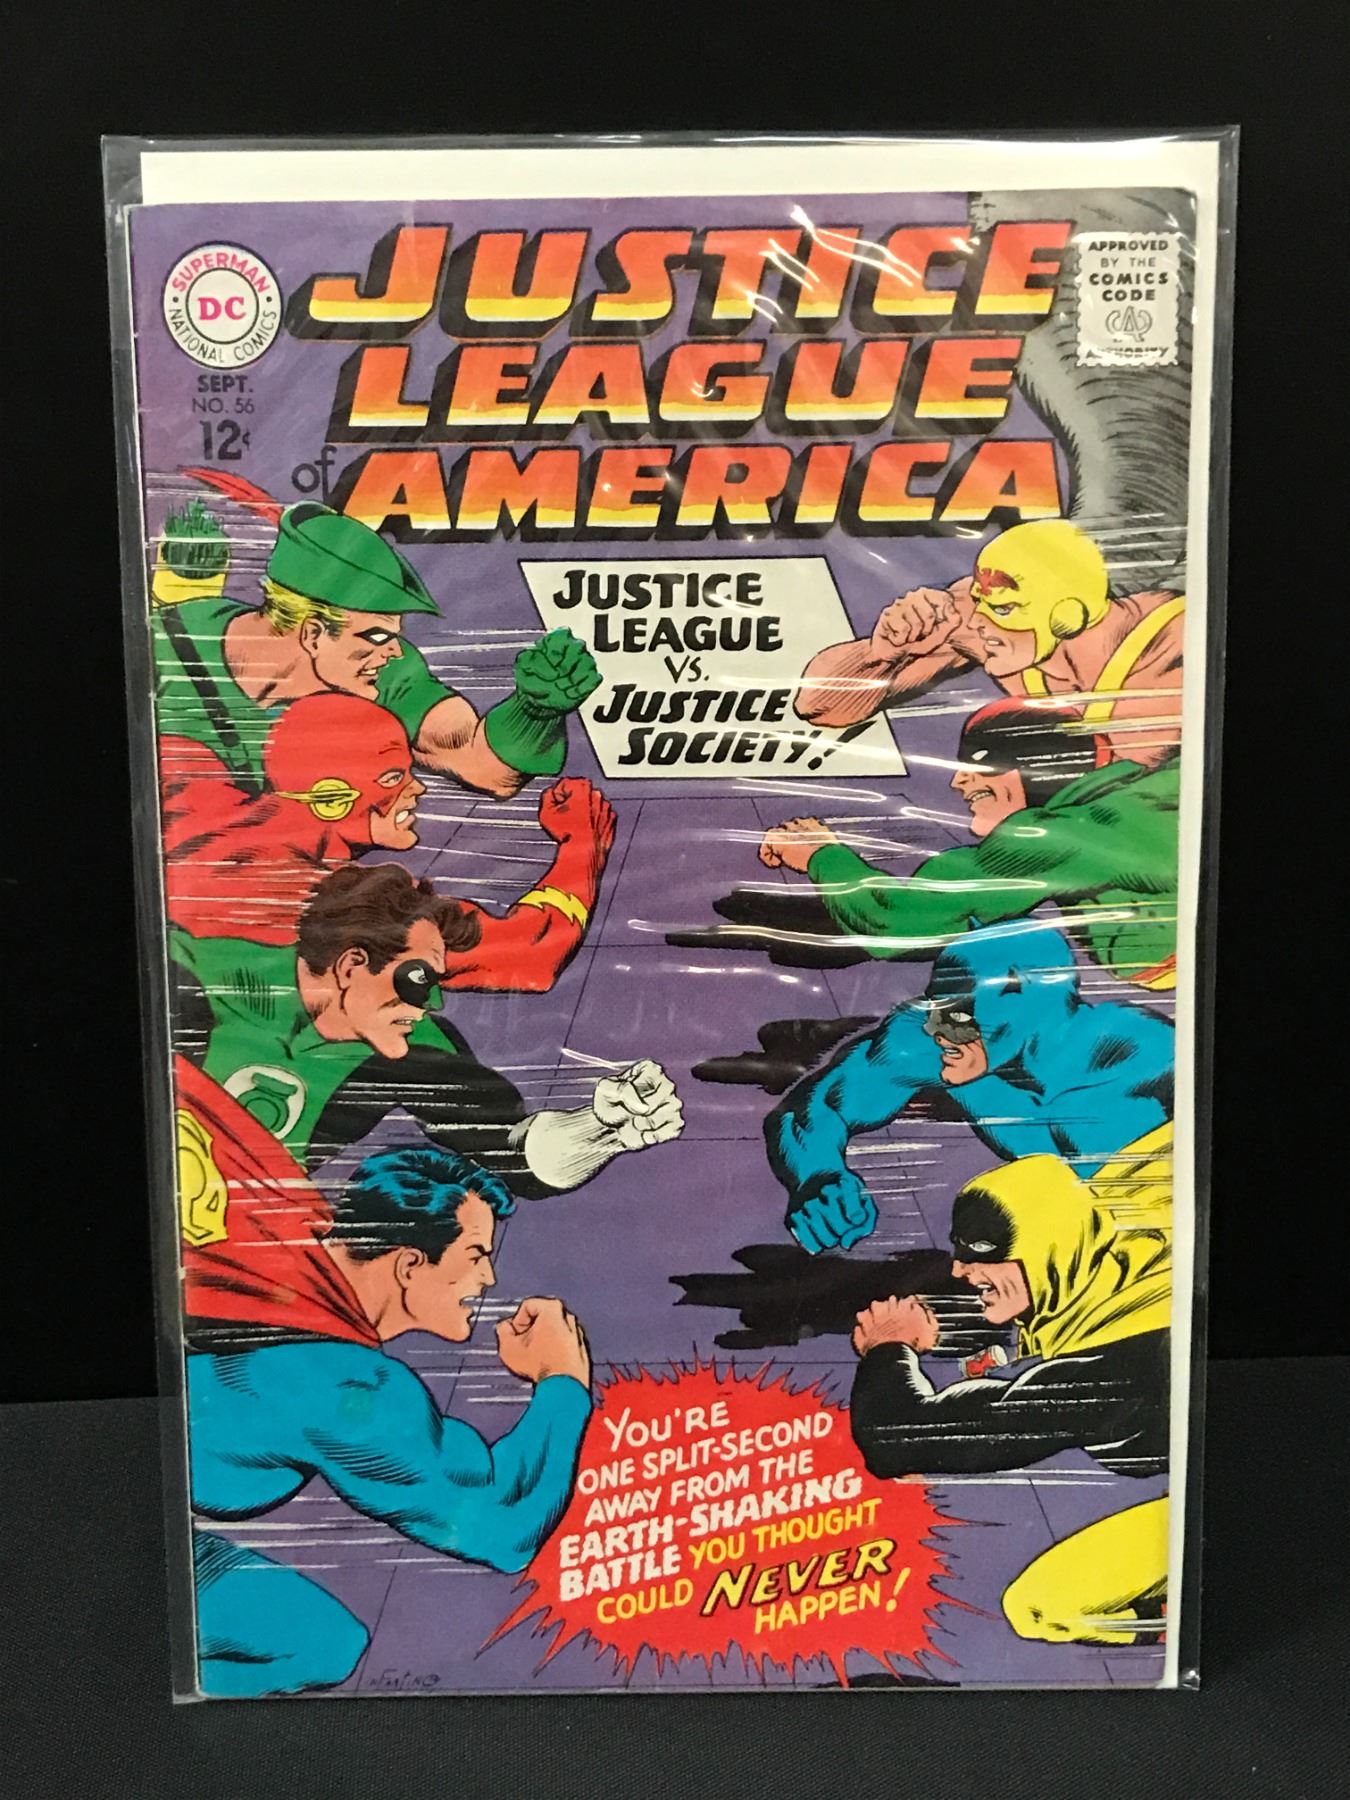 SUPERMAN
DC
NATIONAL COMICS
SEPT.
NO. 56
12¢
JUSTICE
LEAGUE
of AMERICA
APPROVED
BY THE
COMICS
CODE
CA
AUTHORITY
JUSTICE
LEAGUE
VS.
JUSTICE
SOCIETY!
YOU'RE
ONE SPLIT-SECOND
AWAY FROM THE
EARTH-SHAKING
BATTLE YOU THOUGHT
COULD NEVER
HAPPEN!